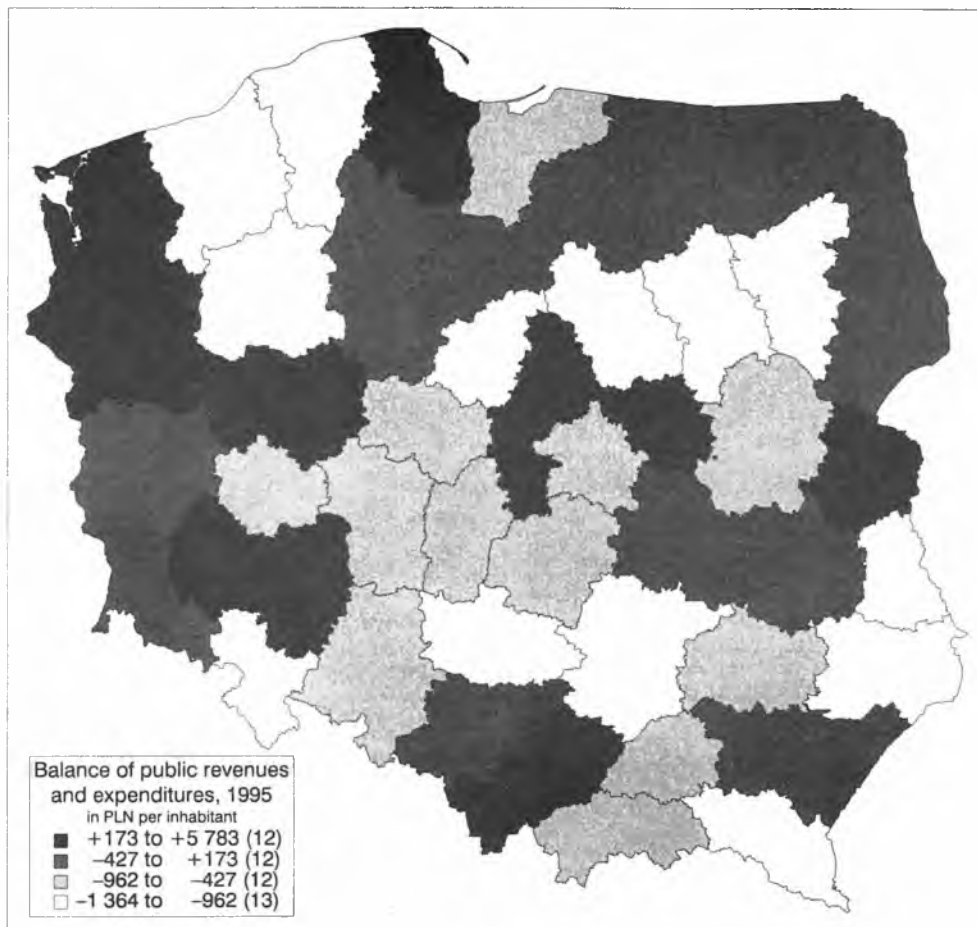 Balance of public revenues
and expenditures, 1995
in PLN per inhabitant
+173 to +5 783 (12)
−427 to +173 (12)
−962 to −427 (12)
−1 364 to −962 (13)